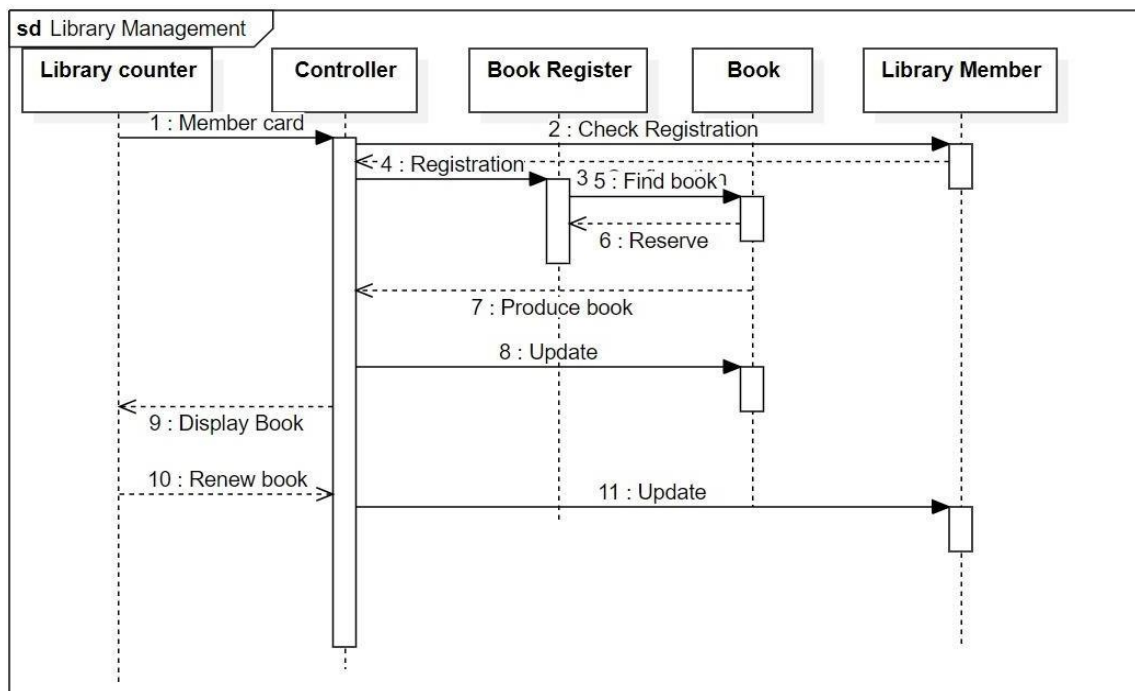 sd Library Management
Library counter
Controller
Book Register
Book
Library Member
1 : Member card
2 : Check Registration
3
4 : Registration
5 : Find book
6 : Reserve
7 : Produce book
8 : Update
9 : Display Book
10 : Renew book
11 : Update